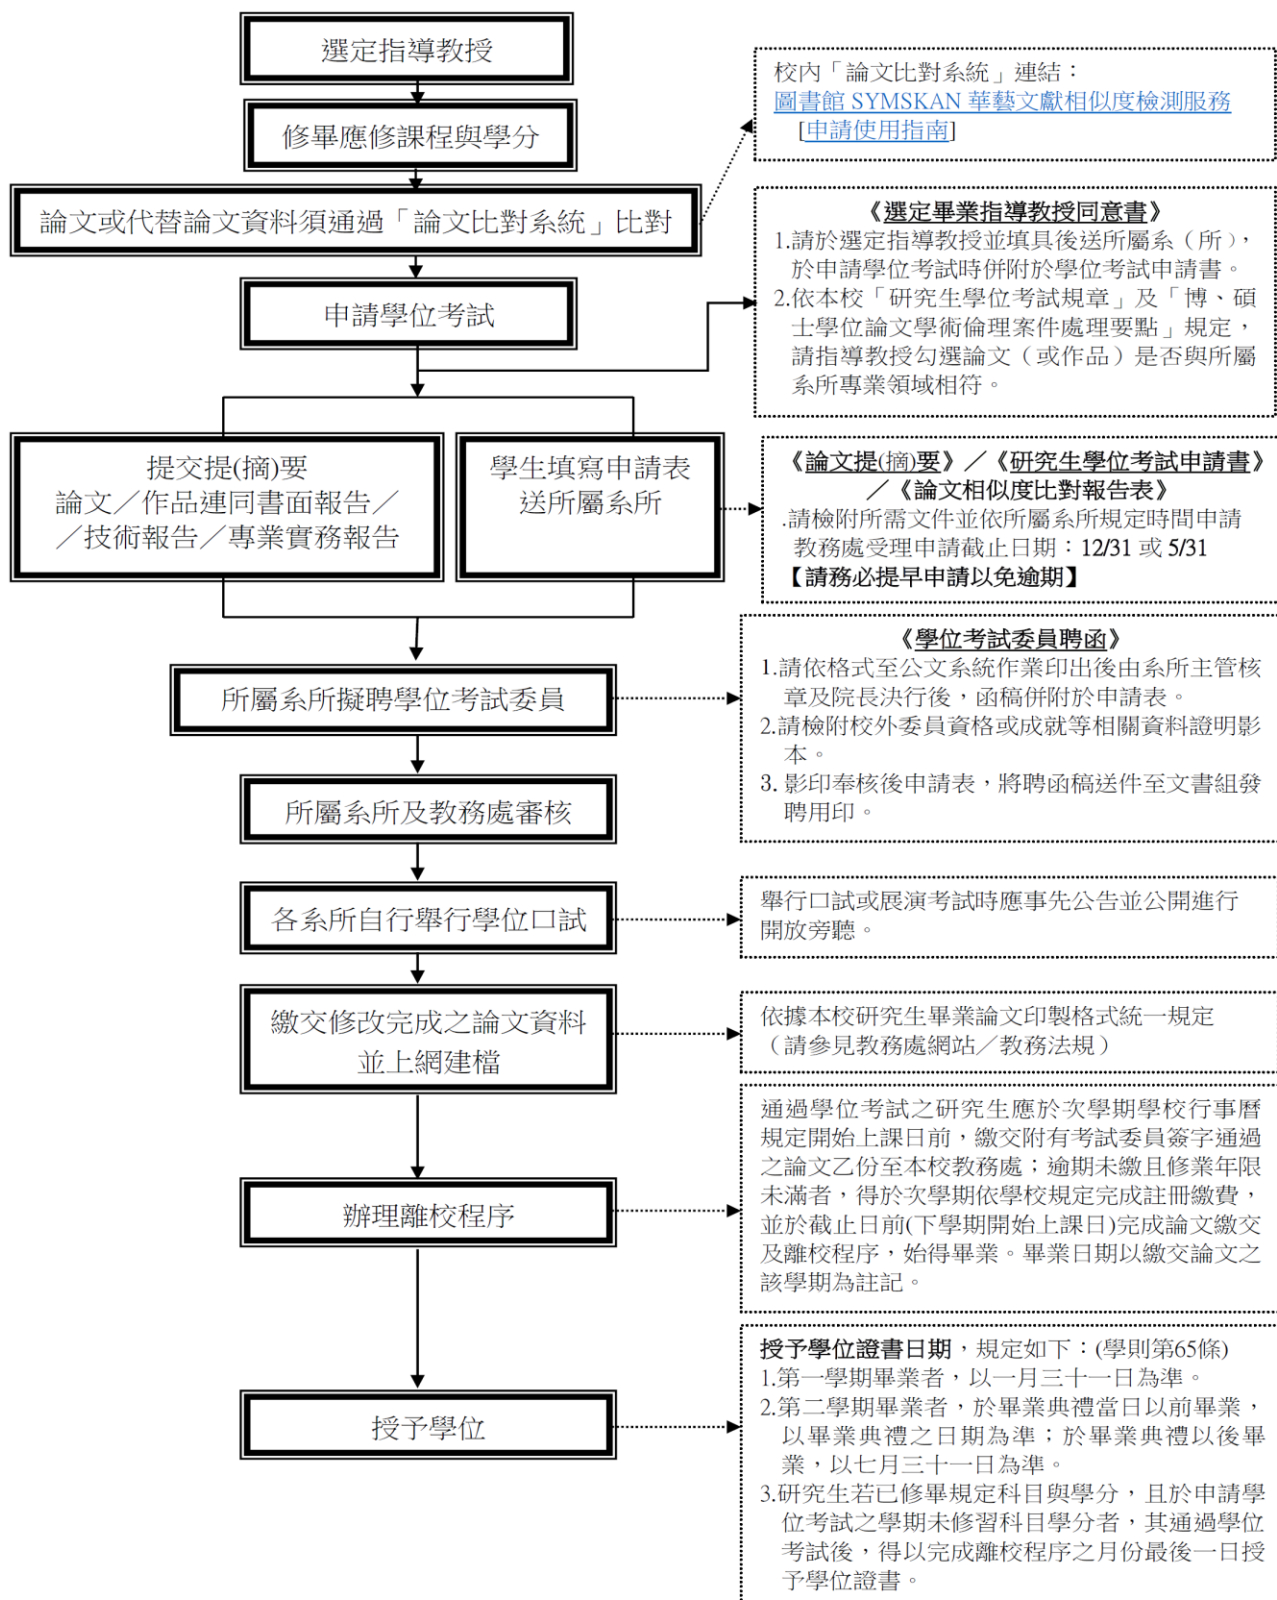 選定指導教授
修畢應修課程與學分
論文或代替論文資料須通過「論文比對系統」比對
校內「論文比對系統」連結：
圖書館 SYMSKAN 華藝文獻相似度檢測服務
[申請使用指南]
申請學位考試
《選定畢業指導教授同意書》
1.請於選定指導教授並填具後送所屬系（所），
於申請學位考試時併附於學位考試申請書。
2.依本校「研究生學位考試規章」及「博、碩
士學位論文學術倫理案件處理要點」規定，
請指導教授勾選論文（或作品）是否與所屬
系所專業領域相符。
提交提(摘)要
論文／作品連同書面報告／
／技術報告／專業實務報告
學生填寫申請表
送所屬系所
《論文提(摘)要》／《研究生學位考試申請書》
／《論文相似度比對報告表》
.請檢附所需文件並依所屬系所規定時間申請
教務處受理申請截止日期：12/31 或 5/31
【請務必提早申請以免逾期】
所屬系所擬聘學位考試委員
《學位考試委員聘函》
1.請依格式至公文系統作業印出後由系所主管核
章及院長決行後，函稿併附於申請表。
2.請檢附校外委員資格或成就等相關資料證明影
本。
3. 影印奉核後申請表，將聘函稿送件至文書組發
聘用印。
所屬系所及教務處審核
各系所自行舉行學位口試
舉行口試或展演考試時應事先公告並公開進行
開放旁聽。
繳交修改完成之論文資料
並上網建檔
依據本校研究生畢業論文印製格式統一規定
（請參見教務處網站／教務法規）
辦理離校程序
通過學位考試之研究生應於次學期學校行事曆
規定開始上課日前，繳交附有考試委員簽字通過
之論文乙份至本校教務處；逾期未繳且修業年限
未滿者，得於次學期依學校規定完成註冊繳費，
並於截止日前(下學期開始上課日)完成論文繳交
及離校程序，始得畢業。畢業日期以繳交論文之
該學期為註記。
授予學位
授予學位證書日期，規定如下：(學則第65條)
1.第一學期畢業者，以一月三十一日為準。
2.第二學期畢業者，於畢業典禮當日以前畢業，
以畢業典禮之日期為準；於畢業典禮以後畢
業，以七月三十一日為準。
3.研究生若已修畢規定科目與學分，且於申請學
位考試之學期未修習科目學分者，其通過學位
考試後，得以完成離校程序之月份最後一日授
予學位證書。